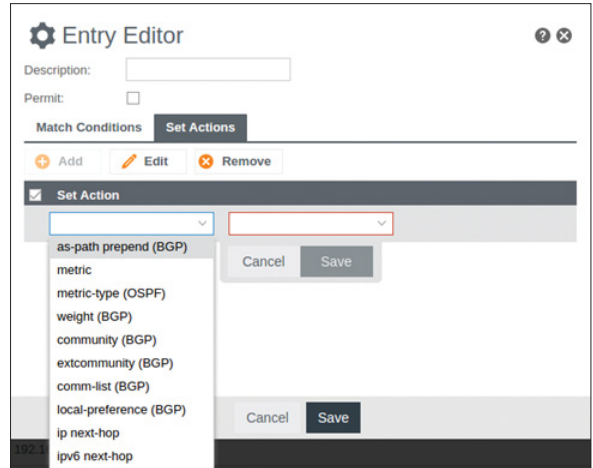 Entry Editor
Description:
Permit:
Match Conditions Set Actions
Add Edit Remove
Set Action
as-path prepend (BGP)
metric
metric-type (OSPF)
weight (BGP)
community (BGP)
extcommunity (BGP)
comm-list (BGP)
local-preference (BGP)
ip next-hop
ipv6 next-hop
Cancel Save
Cancel Save